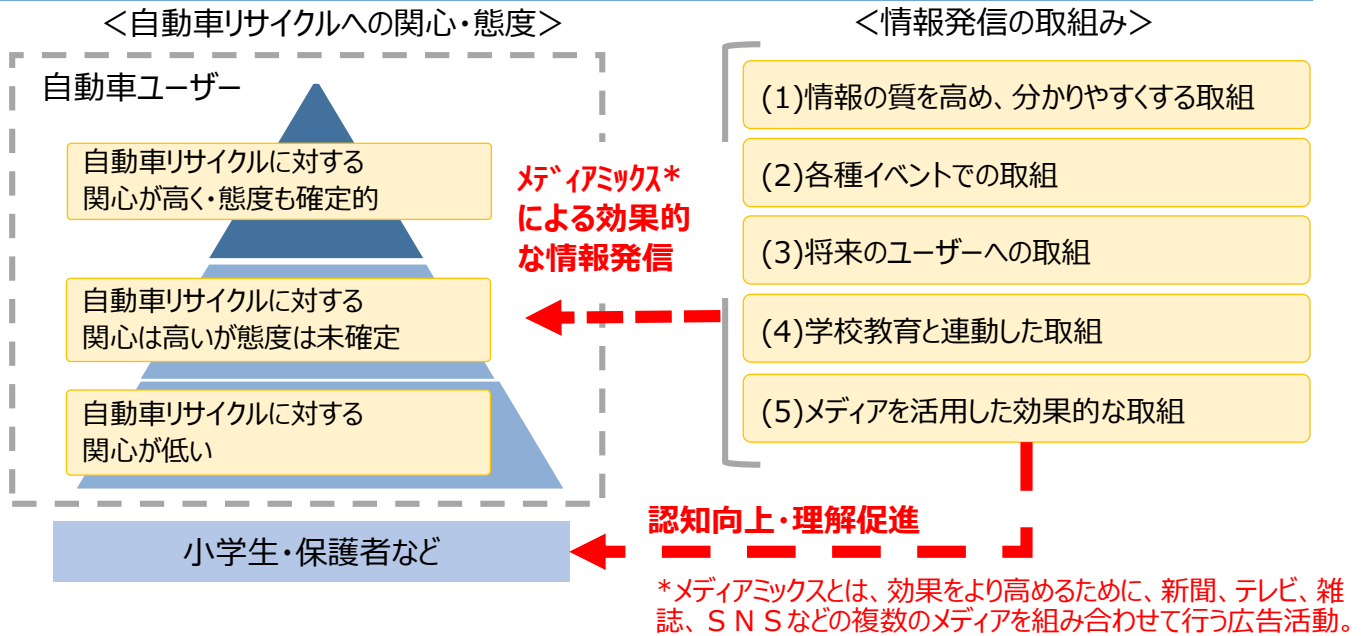 ＜自動車リサイクルへの関心・態度＞
自動車ユーザー
自動車リサイクルに対する
関心が高く・態度も確定的
自動車リサイクルに対する
関心は高いが態度は未確定
自動車リサイクルに対する
関心が低い
小学生・保護者など
ﾒﾃﾞｨｱﾐｯｸｽ*
による効果的
な情報発信
＜情報発信の取組み＞
(1)情報の質を高め、分かりやすくする取組
(2)各種イベントでの取組
(3)将来のユーザーへの取組
(4)学校教育と連動した取組
(5)メディアを活用した効果的な取組
認知向上・理解促進
*メディアミックスとは、効果をより高めるために、新聞、テレビ、雑
誌、ＳＮＳなどの複数のメディアを組み合わせて行う広告活動。